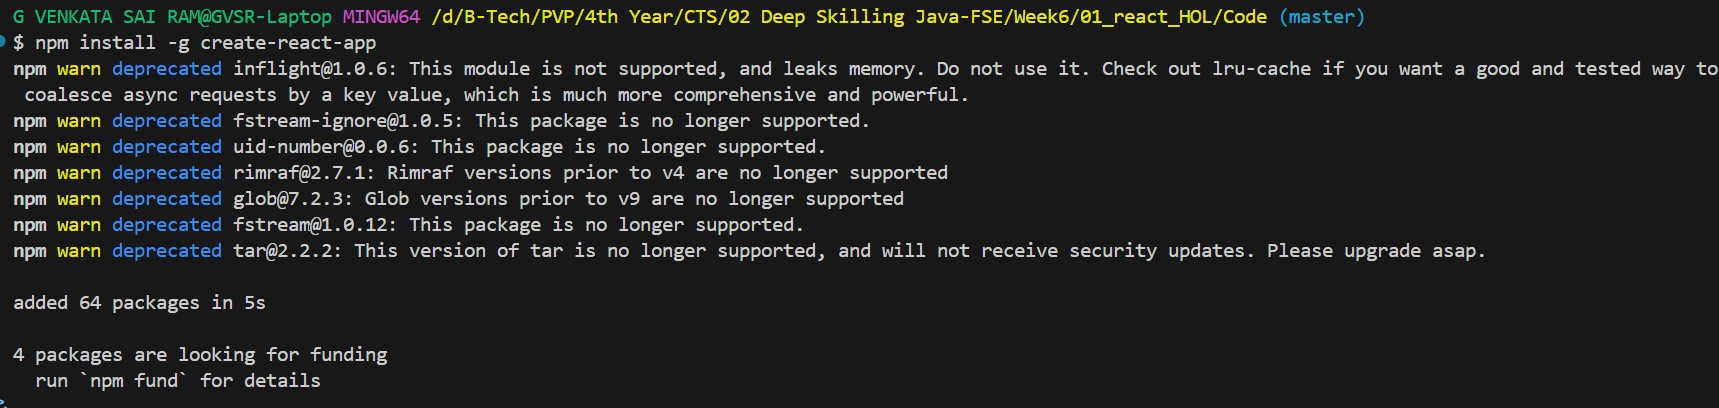 G VENKATA SAI RAM@GVSR-Laptop MINGW64 /d/B-Tech/PVP/4th Year/CTS/02 Deep Skilling Java-FSE/Week6/01_react_HOL/Code (master)
$ npm install -g create-react-app
npm warn deprecated inflight@1.0.6: This module is not supported, and leaks memory. Do not use it. Check out lru-cache if you want a good and tested way to
coalesce async requests by a key value, which is much more comprehensive and powerful.
npm warn deprecated fstream-ignore@1.0.5: This package is no longer supported.
npm warn deprecated uid-number@0.0.6: This package is no longer supported.
npm warn deprecated rimraf@2.7.1: Rimraf versions prior to v4 are no longer supported
npm warn deprecated glob@7.2.3: Glob versions prior to v9 are no longer supported
npm warn deprecated fstream@1.0.12: This package is no longer supported.
npm warn deprecated tar@2.2.2: This version of tar is no longer supported, and will not receive security updates. Please upgrade asap.
added 64 packages in 5s
4 packages are looking for funding
run `npm fund` for details